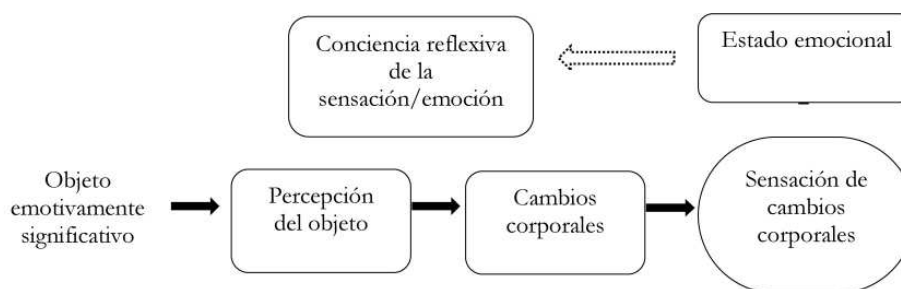 Conciencia reflexiva
de la
sensación/emoción
Estado emocional
Objeto
emotivamente
significativo
Percepción
del objeto
Cambios
corporales
Sensación de
cambios
corporales